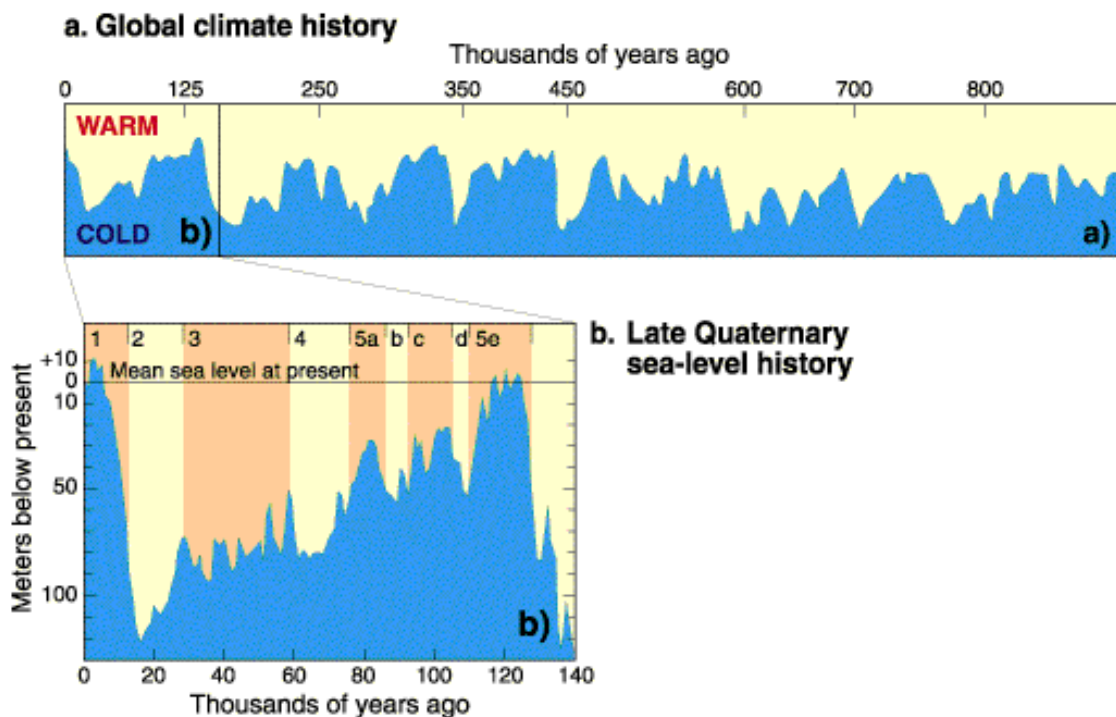 a. Global climate history
Thousands of years ago
0 125 250 350 450 600 700 800
WARM
COLD b) a)
1 2 3 4 5a b c d 5e
b. Late Quaternary
sea-level history
+10
Mean sea level at present
0
10
50
100
Meters below present
b)
0 20 40 60 80 100 120 140
Thousands of years ago